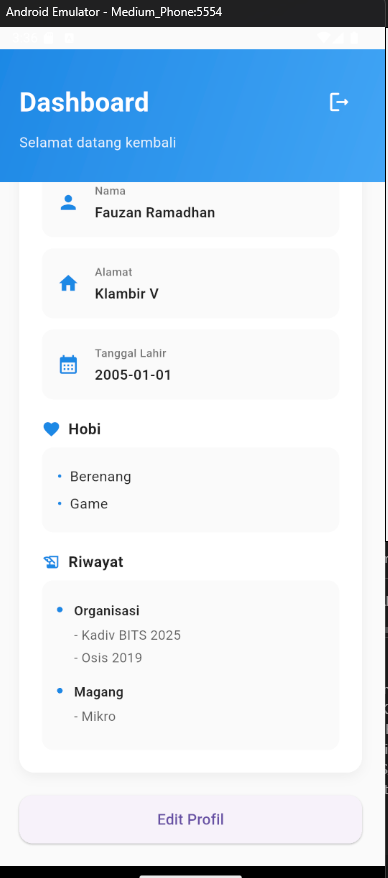 Android Emulator - Medium_Phone:5554
Dashboard
Selamat datang kembali
Nama
Fauzan Ramadhan
Alamat
Klambir V
Tanggal Lahir
2005-01-01
Hobi
• Berenang
• Game
Riwayat
• Organisasi
- Kadiv BITS 2025
- Osis 2019
• Magang
- Mikro
Edit Profil